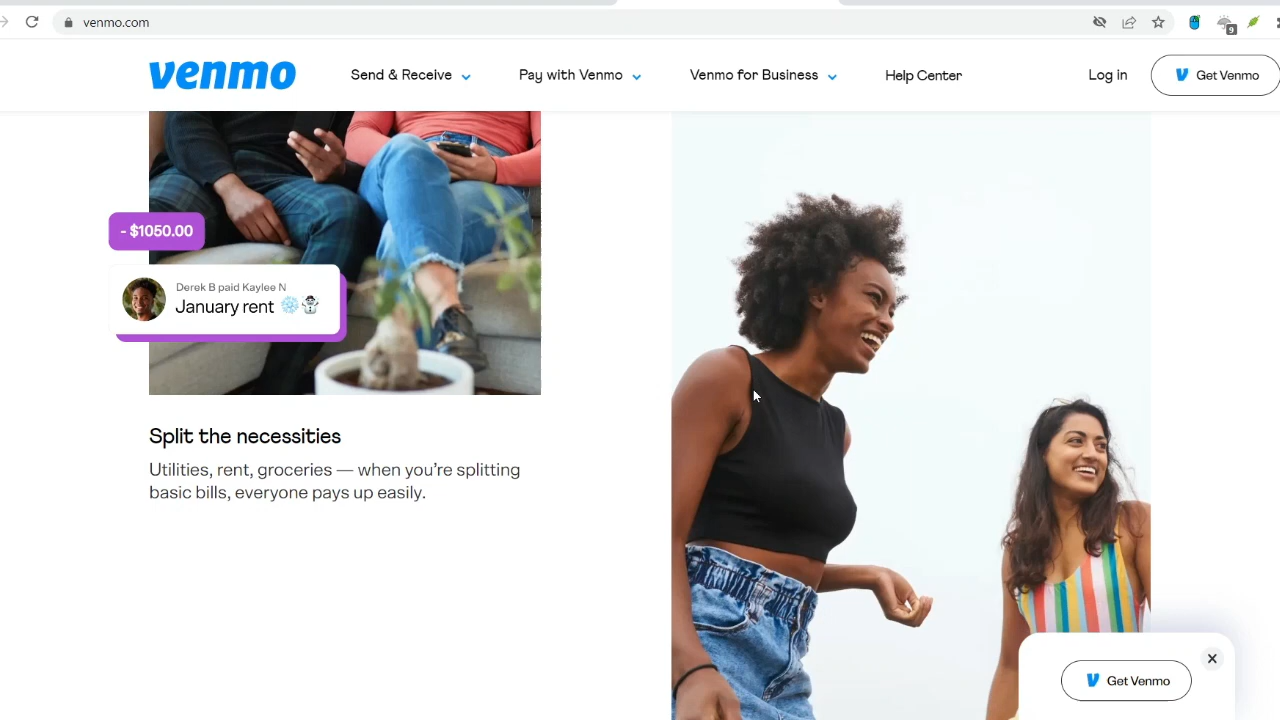 venmo.com
9
venmo
Send & Receive
Pay with Venmo
Venmo for Business
Help Center
Log in
Get Venmo
- $1050.00
Derek B paid Kaylee N
January rent ❄️☃️
Split the necessities
Utilities, rent, groceries — when you’re splitting
basic bills, everyone pays up easily.
Get Venmo